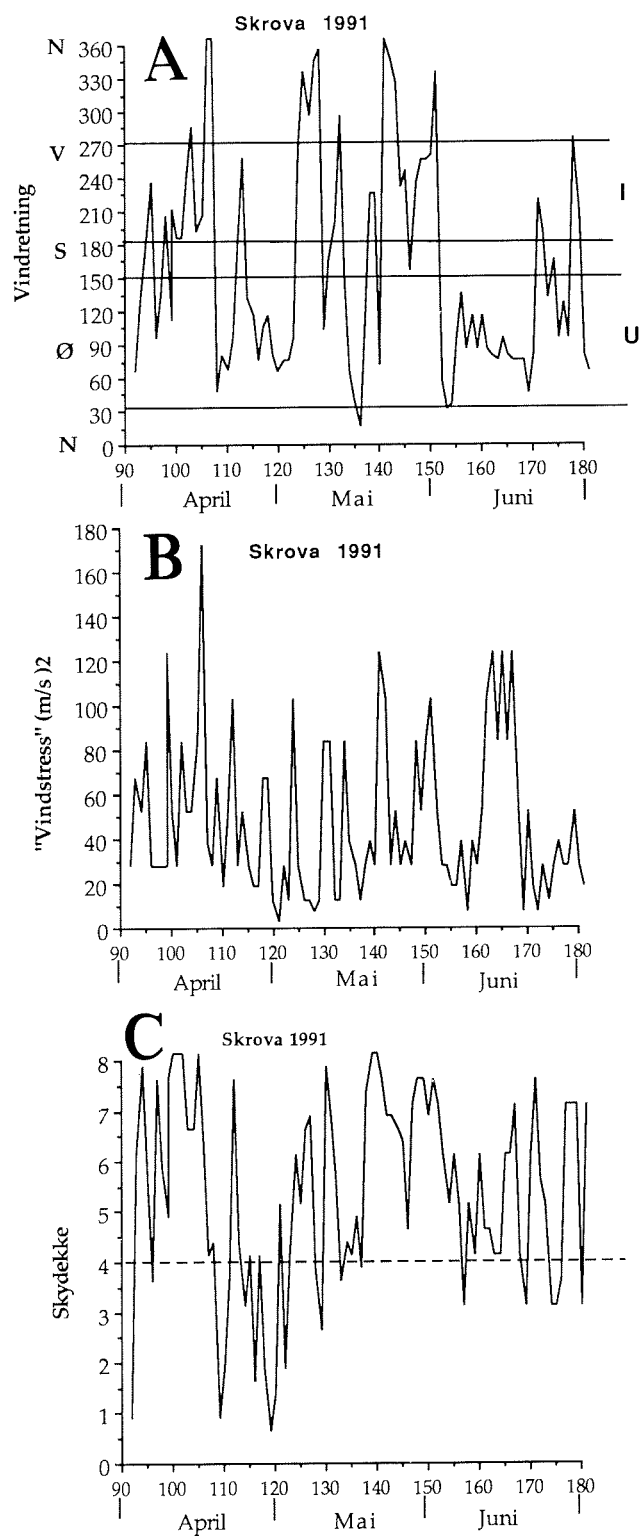 Skrova 1991
A
N 360
330
300
V 270
240
210
S 180
150
120
Ø 90
60
30
N 0
Vindretning
I
U
90 100 110 120 130 140 150 160 170 180
April Mai Juni
B
Skrova 1991
180
160
140
120
100
80
60
40
20
0
"Vindstress" (m/s )2
90 100 110 120 130 140 150 160 170 180
April Mai Juni
C
Skrova 1991
8
7
6
5
4
3
2
1
0
Skydekke
90 100 110 120 130 140 150 160 170 180
April Mai Juni